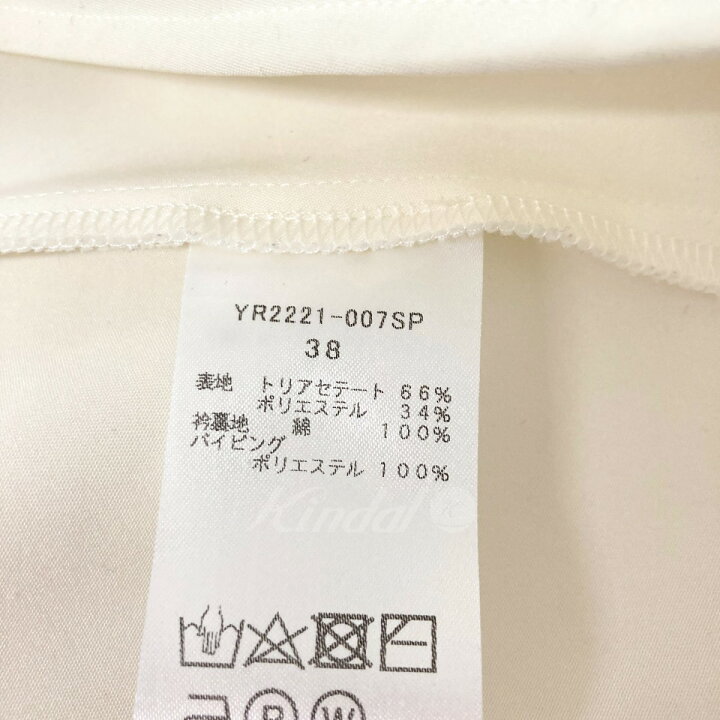 YR2221-007SP
38
表地 トリアセテート 66%
ポリエステル 34%
衿裏地 綿 100%
パイピング
ポリエステル 100%
Kindal
P W